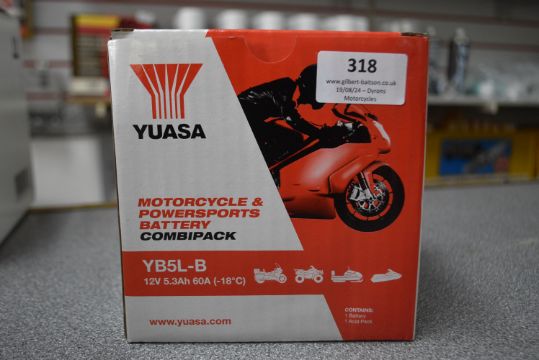 318
www.gilbert-baitson.co.uk
19/08/24 – Dyrons
Motorcycles
YUASA
MOTORCYCLE &
POWERSPORTS
BATTERY
COMBIPACK
YB5L-B
12V 5.3Ah 60A (-18°C)
CONTAINS:
1 Battery
1 Acid Pack
www.yuasa.com